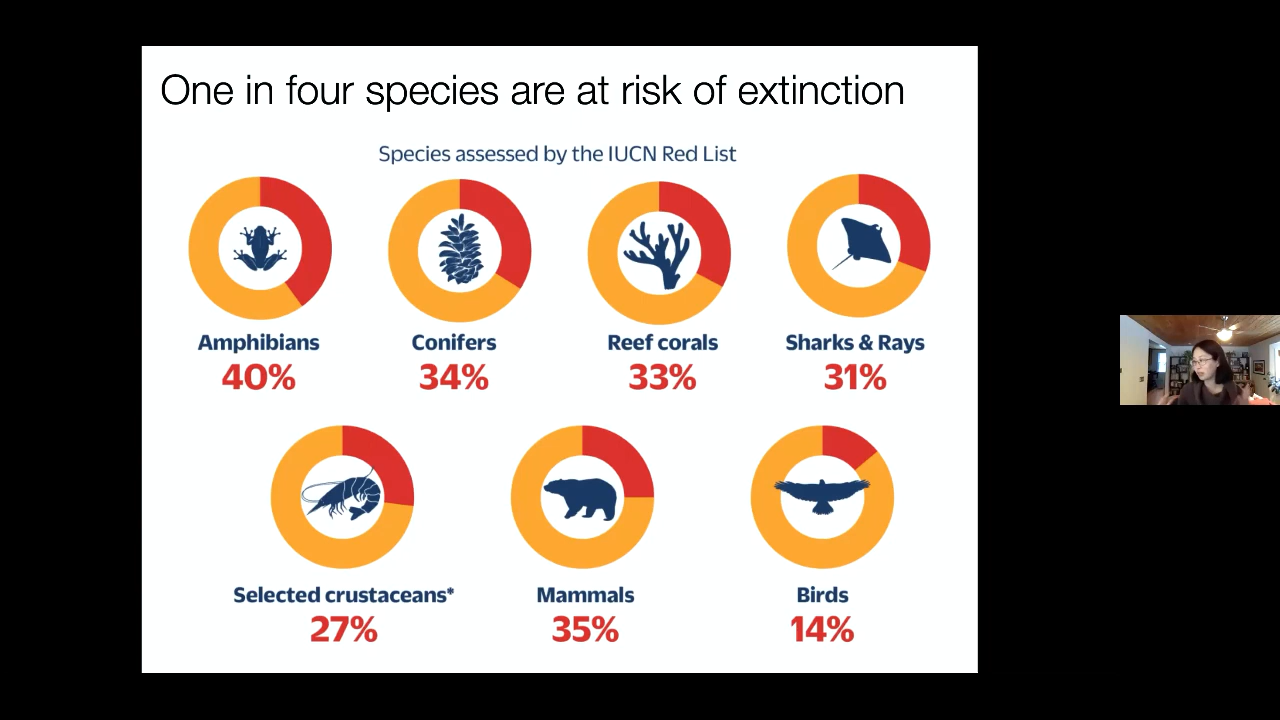 One in four species are at risk of extinction
Species assessed by the IUCN Red List
Amphibians
40%
Conifers
34%
Reef corals
33%
Sharks & Rays
31%
Selected crustaceans*
27%
Mammals
35%
Birds
14%